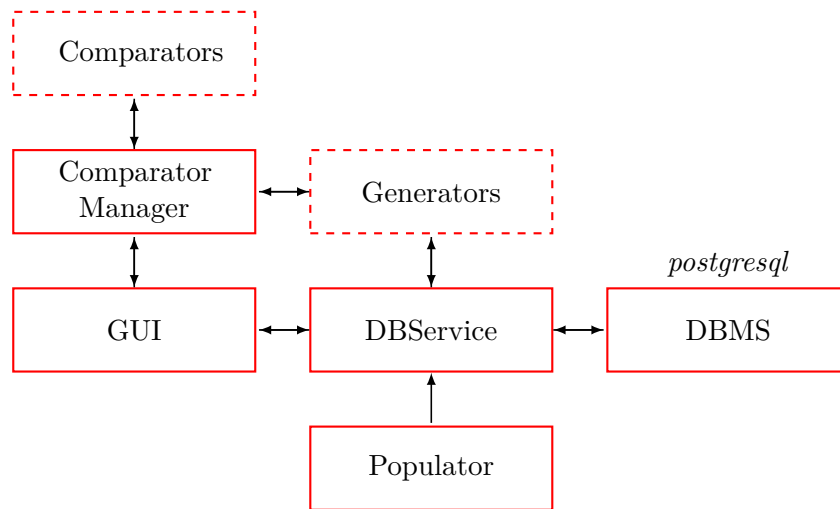 Comparators
Comparator
Manager
Generators
postgresql
GUI
DBService
DBMS
Populator